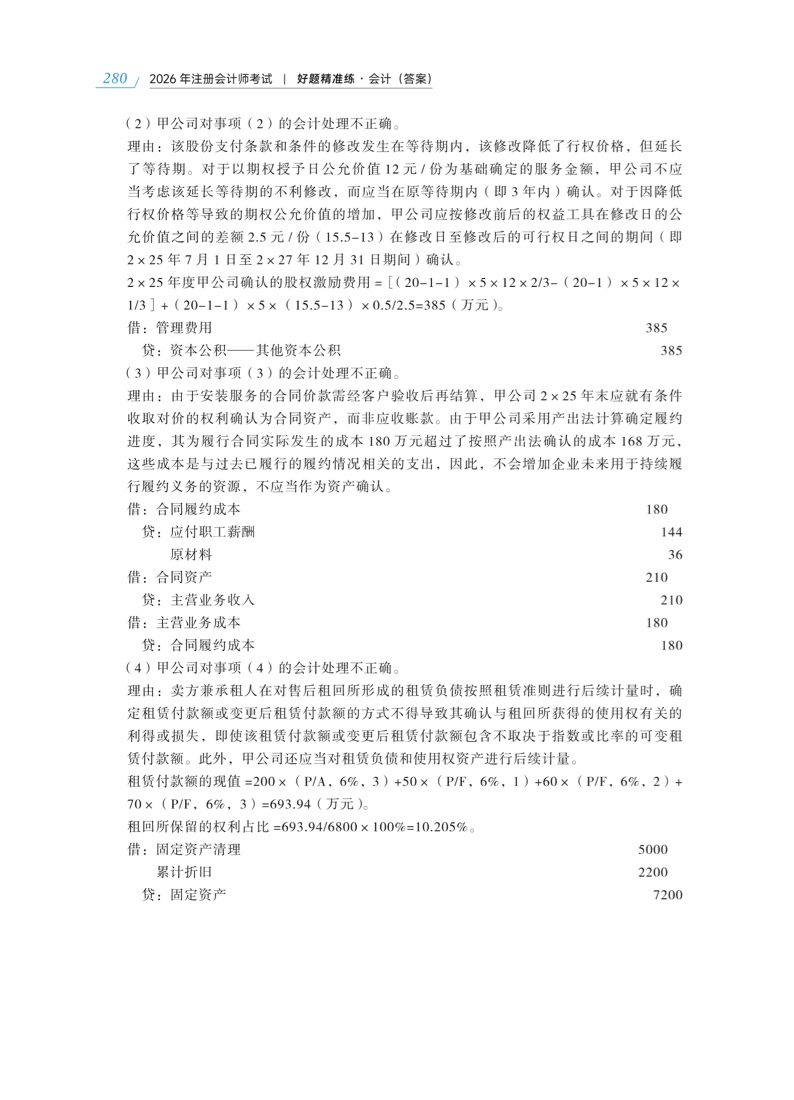 280 2026 年注册会计师考试 | 好题精准练·会计（答案）
（2）甲公司对事项（2）的会计处理不正确。
理由：该股份支付条款和条件的修改发生在等待期内，该修改降低了行权价格，但延长
了等待期。对于以期权授予日公允价值 12 元 / 份为基础确定的服务金额，甲公司不应
当考虑该延长等待期的不利修改，而应当在原等待期内（即 3 年内）确认。对于因降低
行权价格等导致的期权公允价值的增加，甲公司应按修改前后的权益工具在修改日的公
允价值之间的差额 2.5 元 / 份（15.5-13）在修改日至修改后的可行权日之间的期间（即
2×25 年 7 月 1 日至 2×27 年 12 月 31 日期间）确认。
2×25 年度甲公司确认的股权激励费用 =［（20-1-1）×5×12×2/3-（20-1）×5×12×
1/3］+（20-1-1）×5×（15.5-13）×0.5/2.5=385（万元）。
借：管理费用 385
贷：资本公积——其他资本公积 385
（3）甲公司对事项（3）的会计处理不正确。
理由：由于安装服务的合同价款需经客户验收后再结算，甲公司 2×25 年末应就有条件
收取对价的权利确认为合同资产，而非应收账款。由于甲公司采用产出法计算确定履约
进度，其为履行合同实际发生的成本 180 万元超过了按照产出法确认的成本 168 万元，
这些成本是与过去已履行的履约情况相关的支出，因此，不会增加企业未来用于持续履
行履约义务的资源，不应当作为资产确认。
借：合同履约成本 180
贷：应付职工薪酬 144
原材料 36
借：合同资产 210
贷：主营业务收入 210
借：主营业务成本 180
贷：合同履约成本 180
（4）甲公司对事项（4）的会计处理不正确。
理由：卖方兼承租人在对售后租回所形成的租赁负债按照租赁准则进行后续计量时，确
定租赁付款额或变更后租赁付款额的方式不得导致其确认与租回所获得的使用权有关的
利得或损失，即使该租赁付款额或变更后租赁付款额包含不取决于指数或比率的可变租
赁付款额。此外，甲公司还应当对租赁负债和使用权资产进行后续计量。
租赁付款额的现值 =200×（P/A，6%，3）+50×（P/F，6%，1）+60×（P/F，6%，2）+
70×（P/F，6%，3）=693.94（万元）。
租回所保留的权利占比 =693.94/6800×100%=10.205%。
借：固定资产清理 5000
累计折旧 2200
贷：固定资产 7200